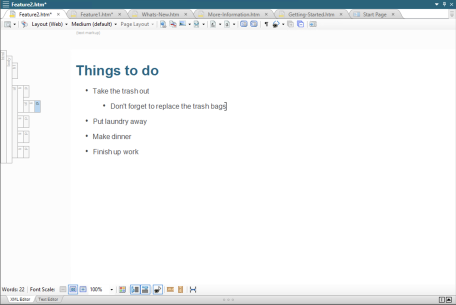 Feature2.htm*
Feature2.htm* Feature1.htm* Whats-New.htm More-Information.htm Getting-Started.htm Start Page
Layout (Web) Medium (default) Page Layout
Things to do
• Take the trash out
• Don't forget to replace the trash bags
• Put laundry away
• Make dinner
• Finish up work
Words: 22 Font Scale: 100%
XML Editor Text Editor